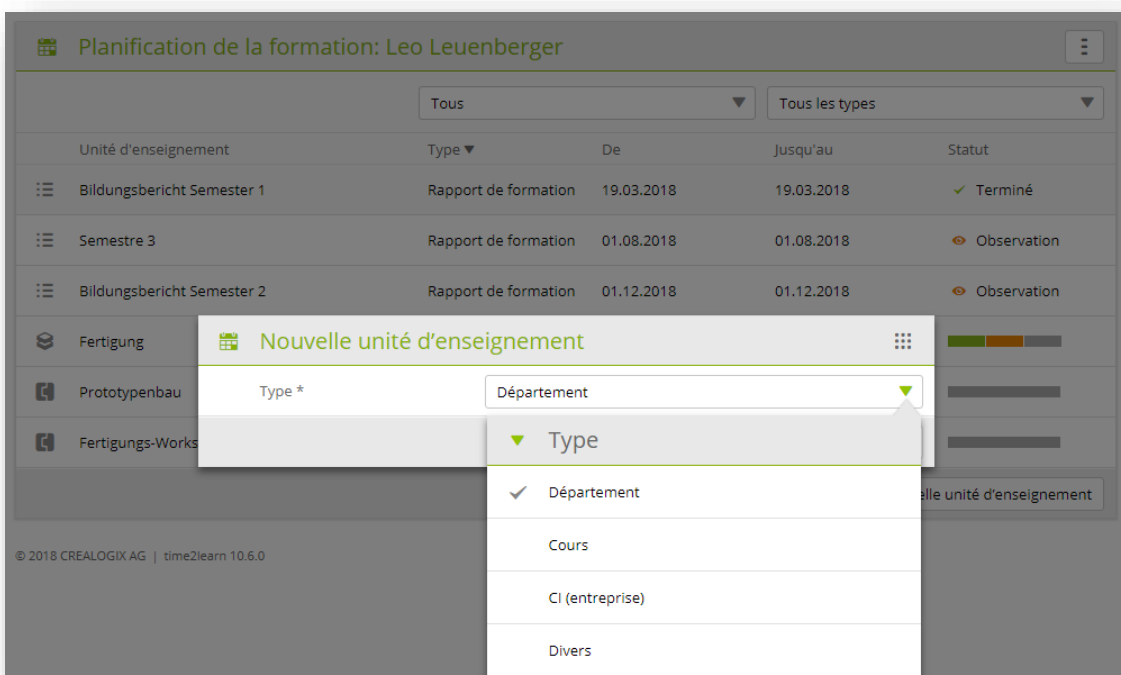 Planification de la formation: Leo Leuenberger
Tous Tous les types
Unité d'enseignement Type De Jusqu'au Statut
Bildungsbericht Semester 1 Rapport de formation 19.03.2018 19.03.2018 Terminé
Semestre 3 Rapport de formation 01.08.2018 01.08.2018 Observation
Bildungsbericht Semester 2 Rapport de formation 01.12.2018 01.12.2018 Observation
Fertigung
Prototypenbau
Fertigungs-Works
Nouvelle unité d’enseignement
Type * Département
Type
Département
Cours
CI (entreprise)
Divers
elle unité d’enseignement
© 2018 CREALOGIX AG | time2learn 10.6.0